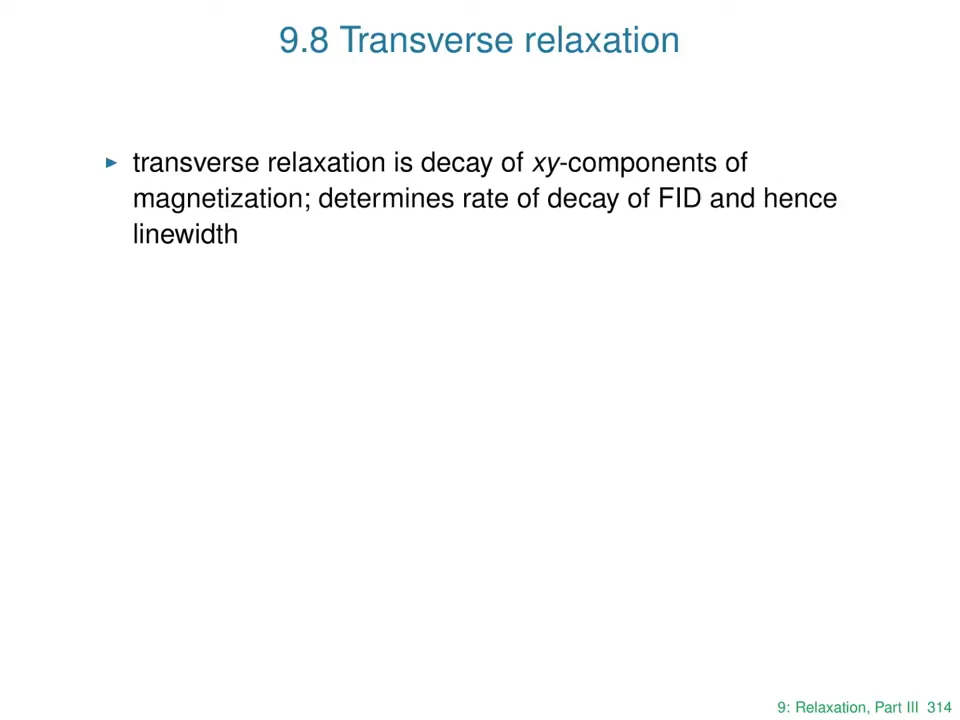 9.8 Transverse relaxation
▶ transverse relaxation is decay of xy-components of
magnetization; determines rate of decay of FID and hence
linewidth
9: Relaxation, Part III 314